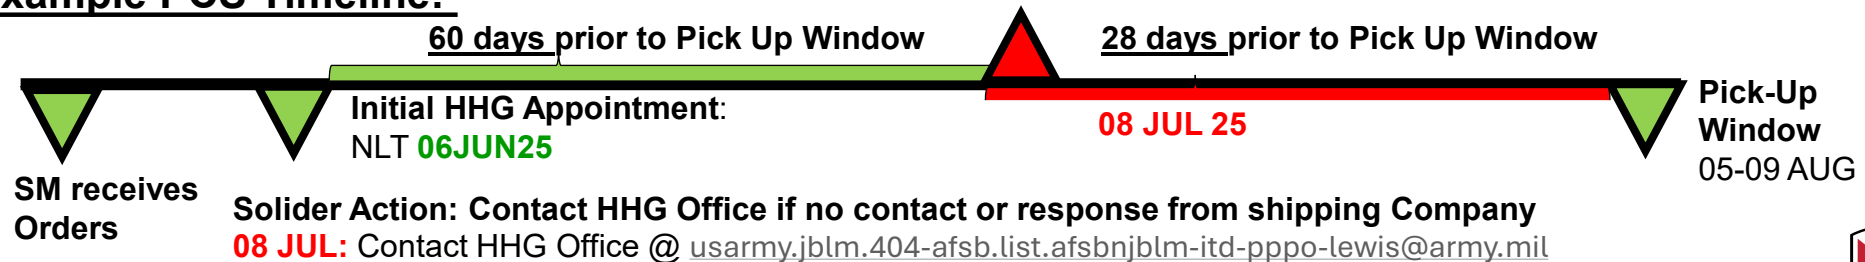 xample PCS Timeline:
60 days prior to Pick Up Window
28 days prior to Pick Up Window
Initial HHG Appointment:
NLT 06JUN25
08 JUL 25
Pick-Up
Window
05-09 AUG
SM receives
Orders
Solider Action: Contact HHG Office if no contact or response from shipping Company
08 JUL: Contact HHG Office @ usarmy.jblm.404-afsb.list.afsbnjblm-itd-pppo-lewis@army.mil